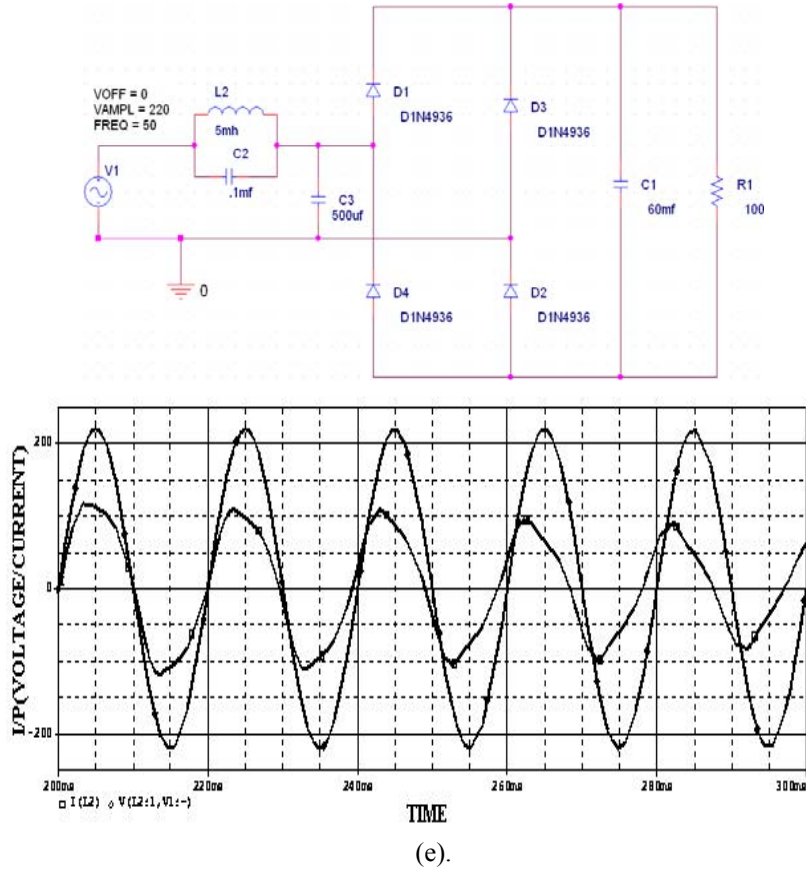 VOFF = 0
VAMPL = 220
FREQ = 50
V1
L2
5mh
C2
.1mf
C3
500uf
0
D1
D1N4936
D3
D1N4936
D4
D1N4936
D2
D1N4936
C1
60mf
R1
100
I/P(VOLTAGE/CURRENT)
200
0
-200
200ms 220ms 240ms 260ms 280ms 300ms
I(L2) V(L2:1,V1:-)
TIME
(e).